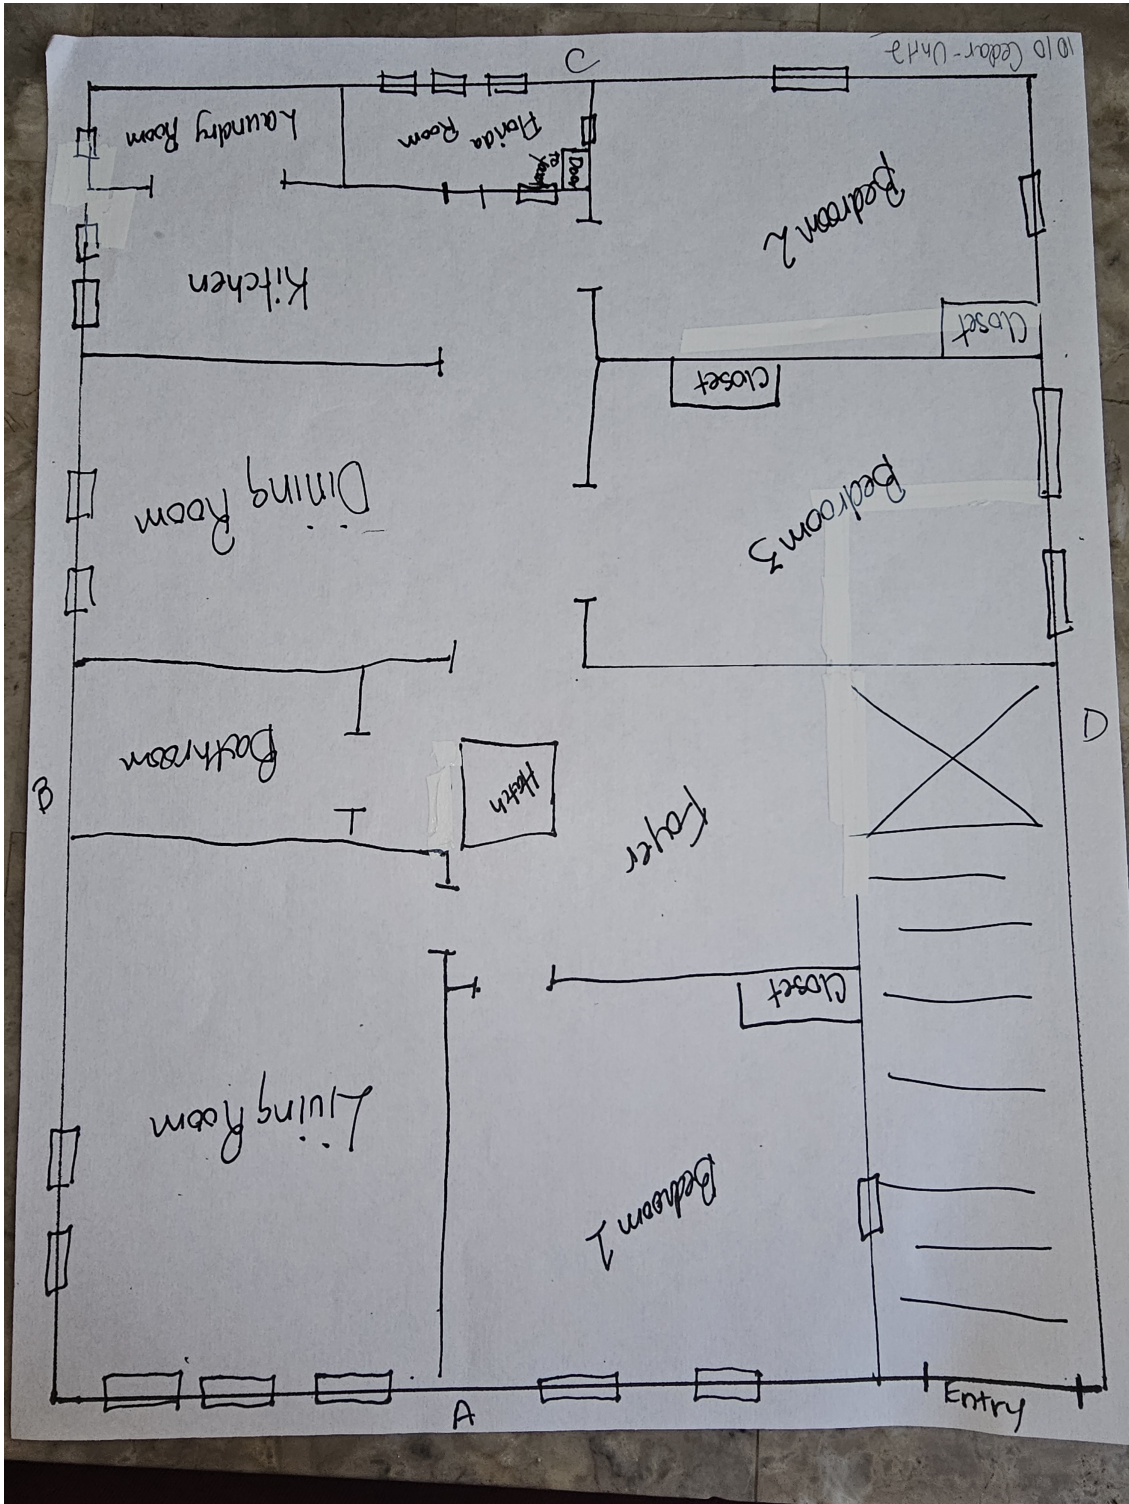 1010 Cedar-Unit 2
C
Laundry Room
Florida
Room
Door
Bedroom 2
Kitchen
Closet
Closet
Dining Room
Bedroom 3
Bathroom
Hatch
Foyer
B
D
Closet
Living Room
Bedroom 1
A
Entry